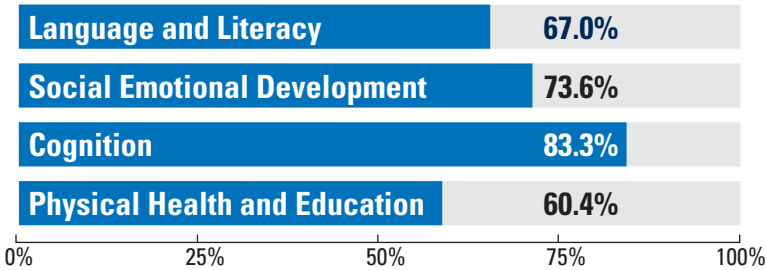 Language and Literacy 67.0%
Social Emotional Development 73.6%
Cognition 83.3%
Physical Health and Education 60.4%
0% 25% 50% 75% 100%